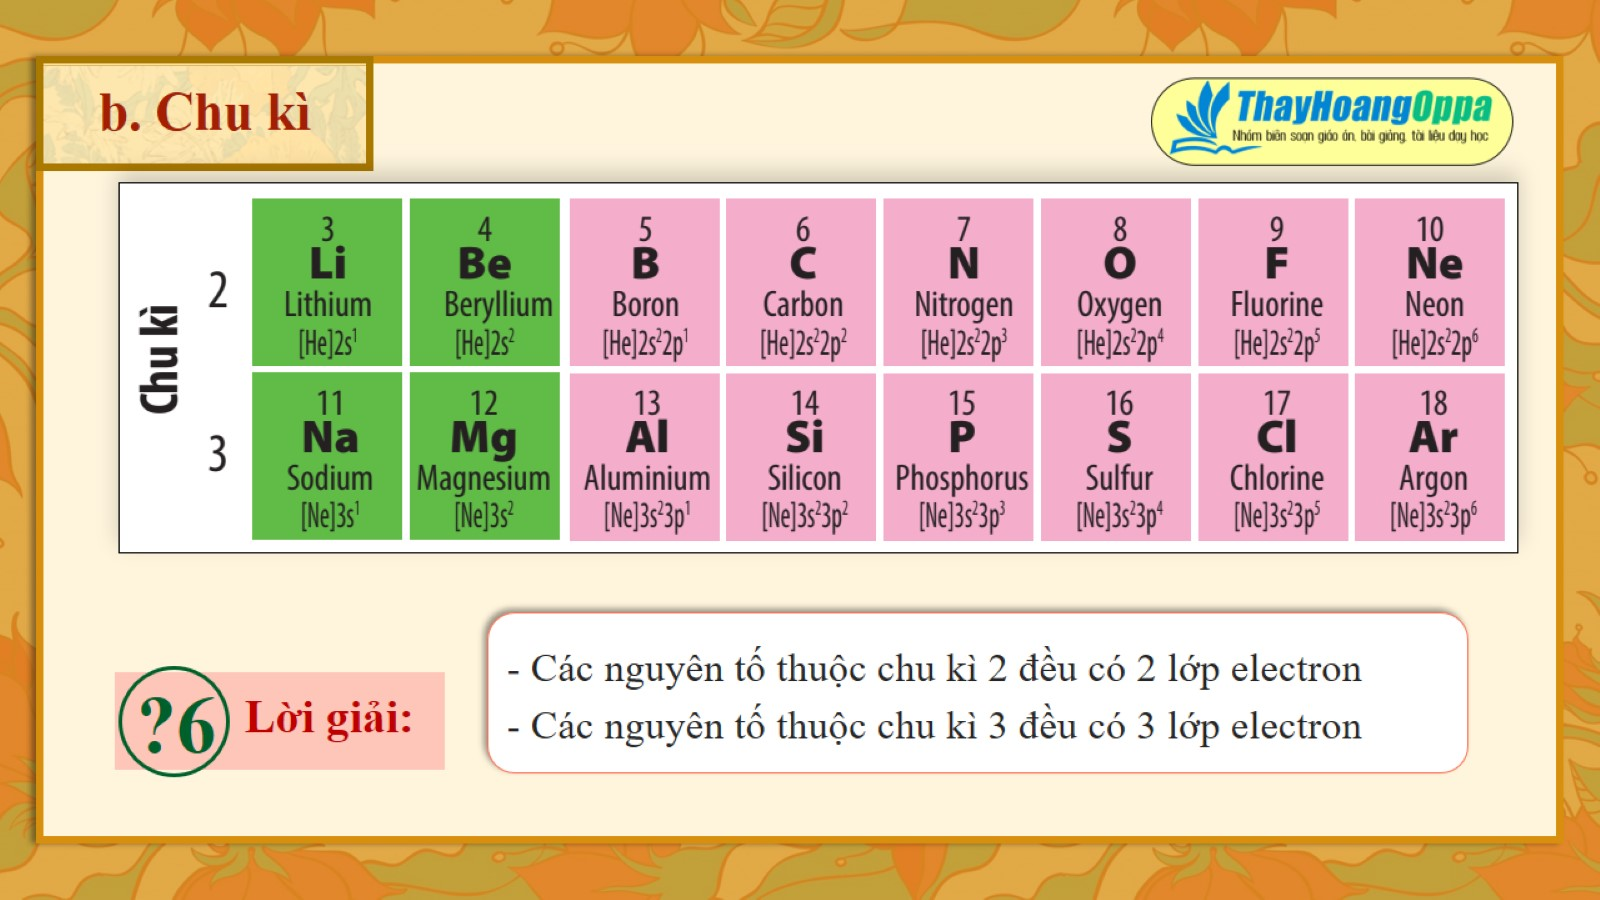 b. Chu kì
ThayHoangOppa
Nhóm biên soạn giáo án, bài giảng, tài liệu dạy học
Chu kì
2
3 4 5 6 7 8 9 10
Li Be B C N O F Ne
Lithium Beryllium Boron Carbon Nitrogen Oxygen Fluorine Neon
[He]2s¹ [He]2s² [He]2s²2p¹ [He]2s²2p² [He]2s²2p³ [He]2s²2p⁴ [He]2s²2p⁵ [He]2s²2p⁶
3
11 12 13 14 15 16 17 18
Na Mg Al Si P S Cl Ar
Sodium Magnesium Aluminium Silicon Phosphorus Sulfur Chlorine Argon
[Ne]3s¹ [Ne]3s² [Ne]3s²3p¹ [Ne]3s²3p² [Ne]3s²3p³ [Ne]3s²3p⁴ [Ne]3s²3p⁵ [Ne]3s²3p⁶
?6 Lời giải:
- Các nguyên tố thuộc chu kì 2 đều có 2 lớp electron
- Các nguyên tố thuộc chu kì 3 đều có 3 lớp electron